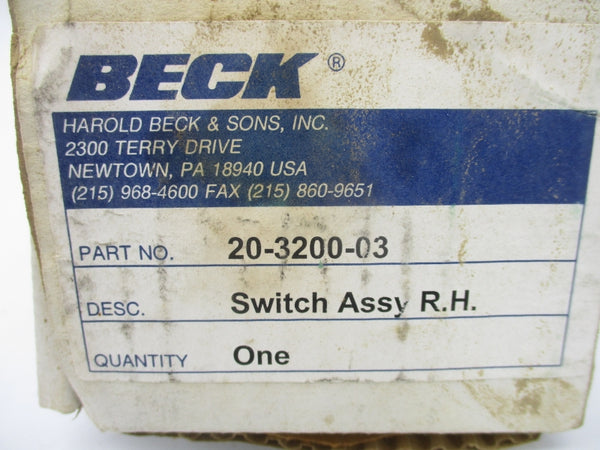 BECK®
HAROLD BECK & SONS, INC.
2300 TERRY DRIVE
NEWTOWN, PA 18940 USA
(215) 968-4600 FAX (215) 860-9651
PART NO. 20-3200-03
DESC. Switch Assy R.H.
QUANTITY One